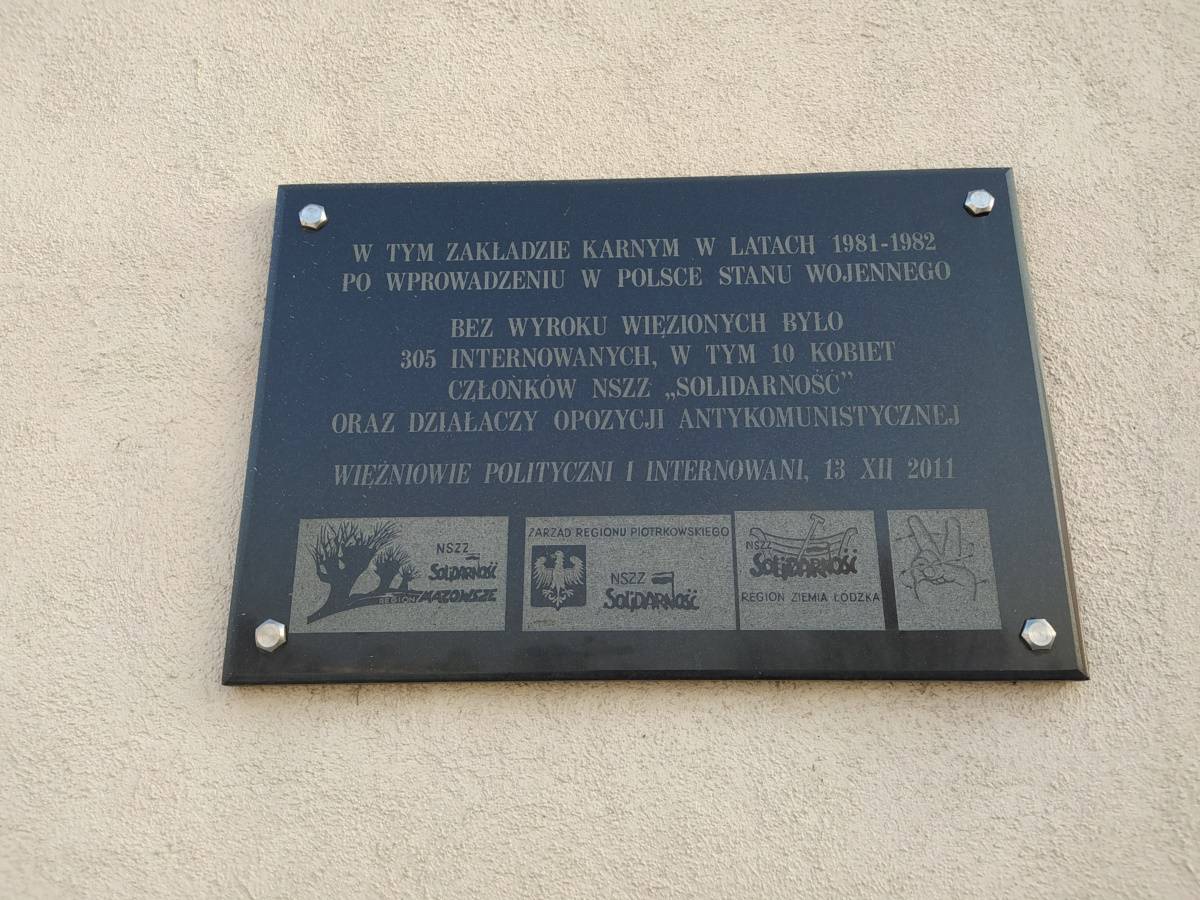 W TYM ZAKŁADZIE KARNYM W LATACH 1981-1982
PO WPROWADZENIU W POLSCE STANU WOJENNEGO
BEZ WYROKU WIĘZIONYCH BYŁO
305 INTERNOWANYCH, W TYM 10 KOBIET
CZŁONKÓW NSZZ „SOLIDARNOŚĆ”
ORAZ DZIAŁACZY OPOZYCJI ANTYKOMUNISTYCZNEJ
WIĘŹNIOWIE POLITYCZNI I INTERNOWANI, 13 XII 2011
NSZZ
SOLIDARNOŚĆ
REGION MAZOWSZE
ZARZĄD REGIONU PIOTRKOWSKIEGO
NSZZ
SOLIDARNOŚĆ
NSZZ
SOLIDARNOŚĆ
REGION ZIEMIA ŁÓDZKA